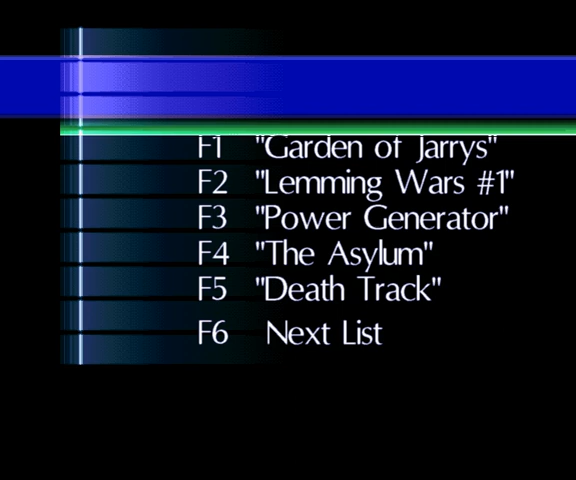 F1 "Garden of Jarrys"
F2 "Lemming Wars #1"
F3 "Power Generator"
F4 "The Asylum"
F5 "Death Track"
F6 Next List